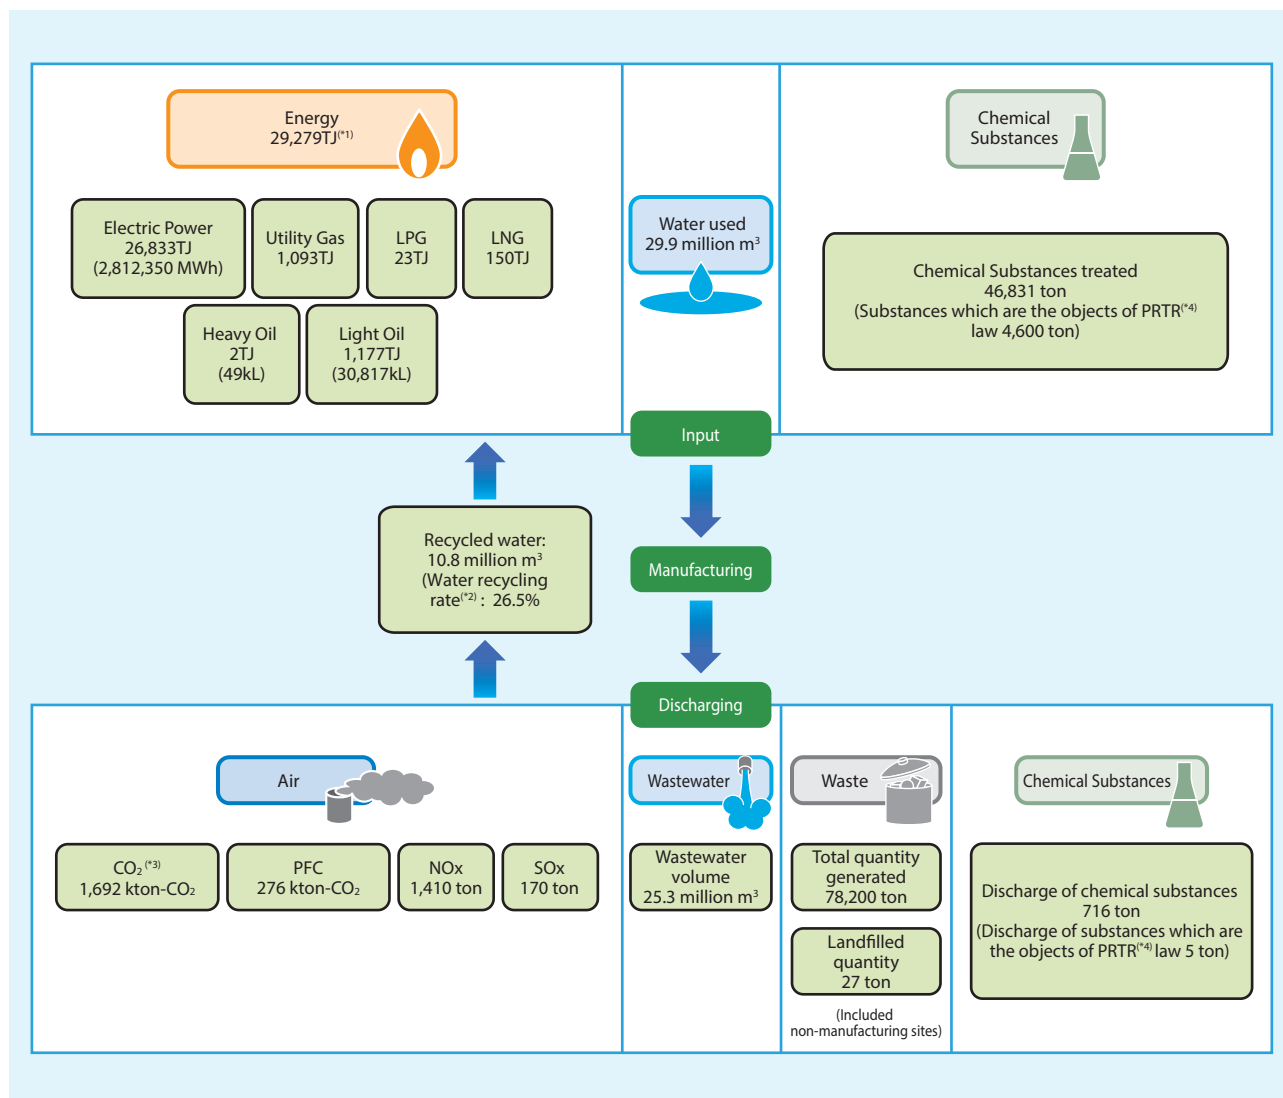 Energy
29,279TJ(*1)
Chemical
Substances
Electric Power
26,833TJ
(2,812,350 MWh)
Utility Gas
1,093TJ
LPG
23TJ
LNG
150TJ
Heavy Oil
2TJ
(49kL)
Light Oil
1,177TJ
(30,817kL)
Water used
29.9 million m³
Chemical Substances treated
46,831 ton
(Substances which are the objects of PRTR(*4)
law 4,600 ton)
Input
Recycled water:
10.8 million m³
(Water recycling
rate(*2) : 26.5%
Manufacturing
Discharging
Air
CO₂ (*3)
1,692 kton-CO₂
PFC
276 kton-CO₂
NOx
1,410 ton
SOx
170 ton
Wastewater
Wastewater
volume
25.3 million m³
Waste
Total quantity
generated
78,200 ton
Landfilled
quantity
27 ton
(Included
non-manufacturing sites)
Chemical Substances
Discharge of chemical substances
716 ton
(Discharge of substances which are
the objects of PRTR(*4) law 5 ton)